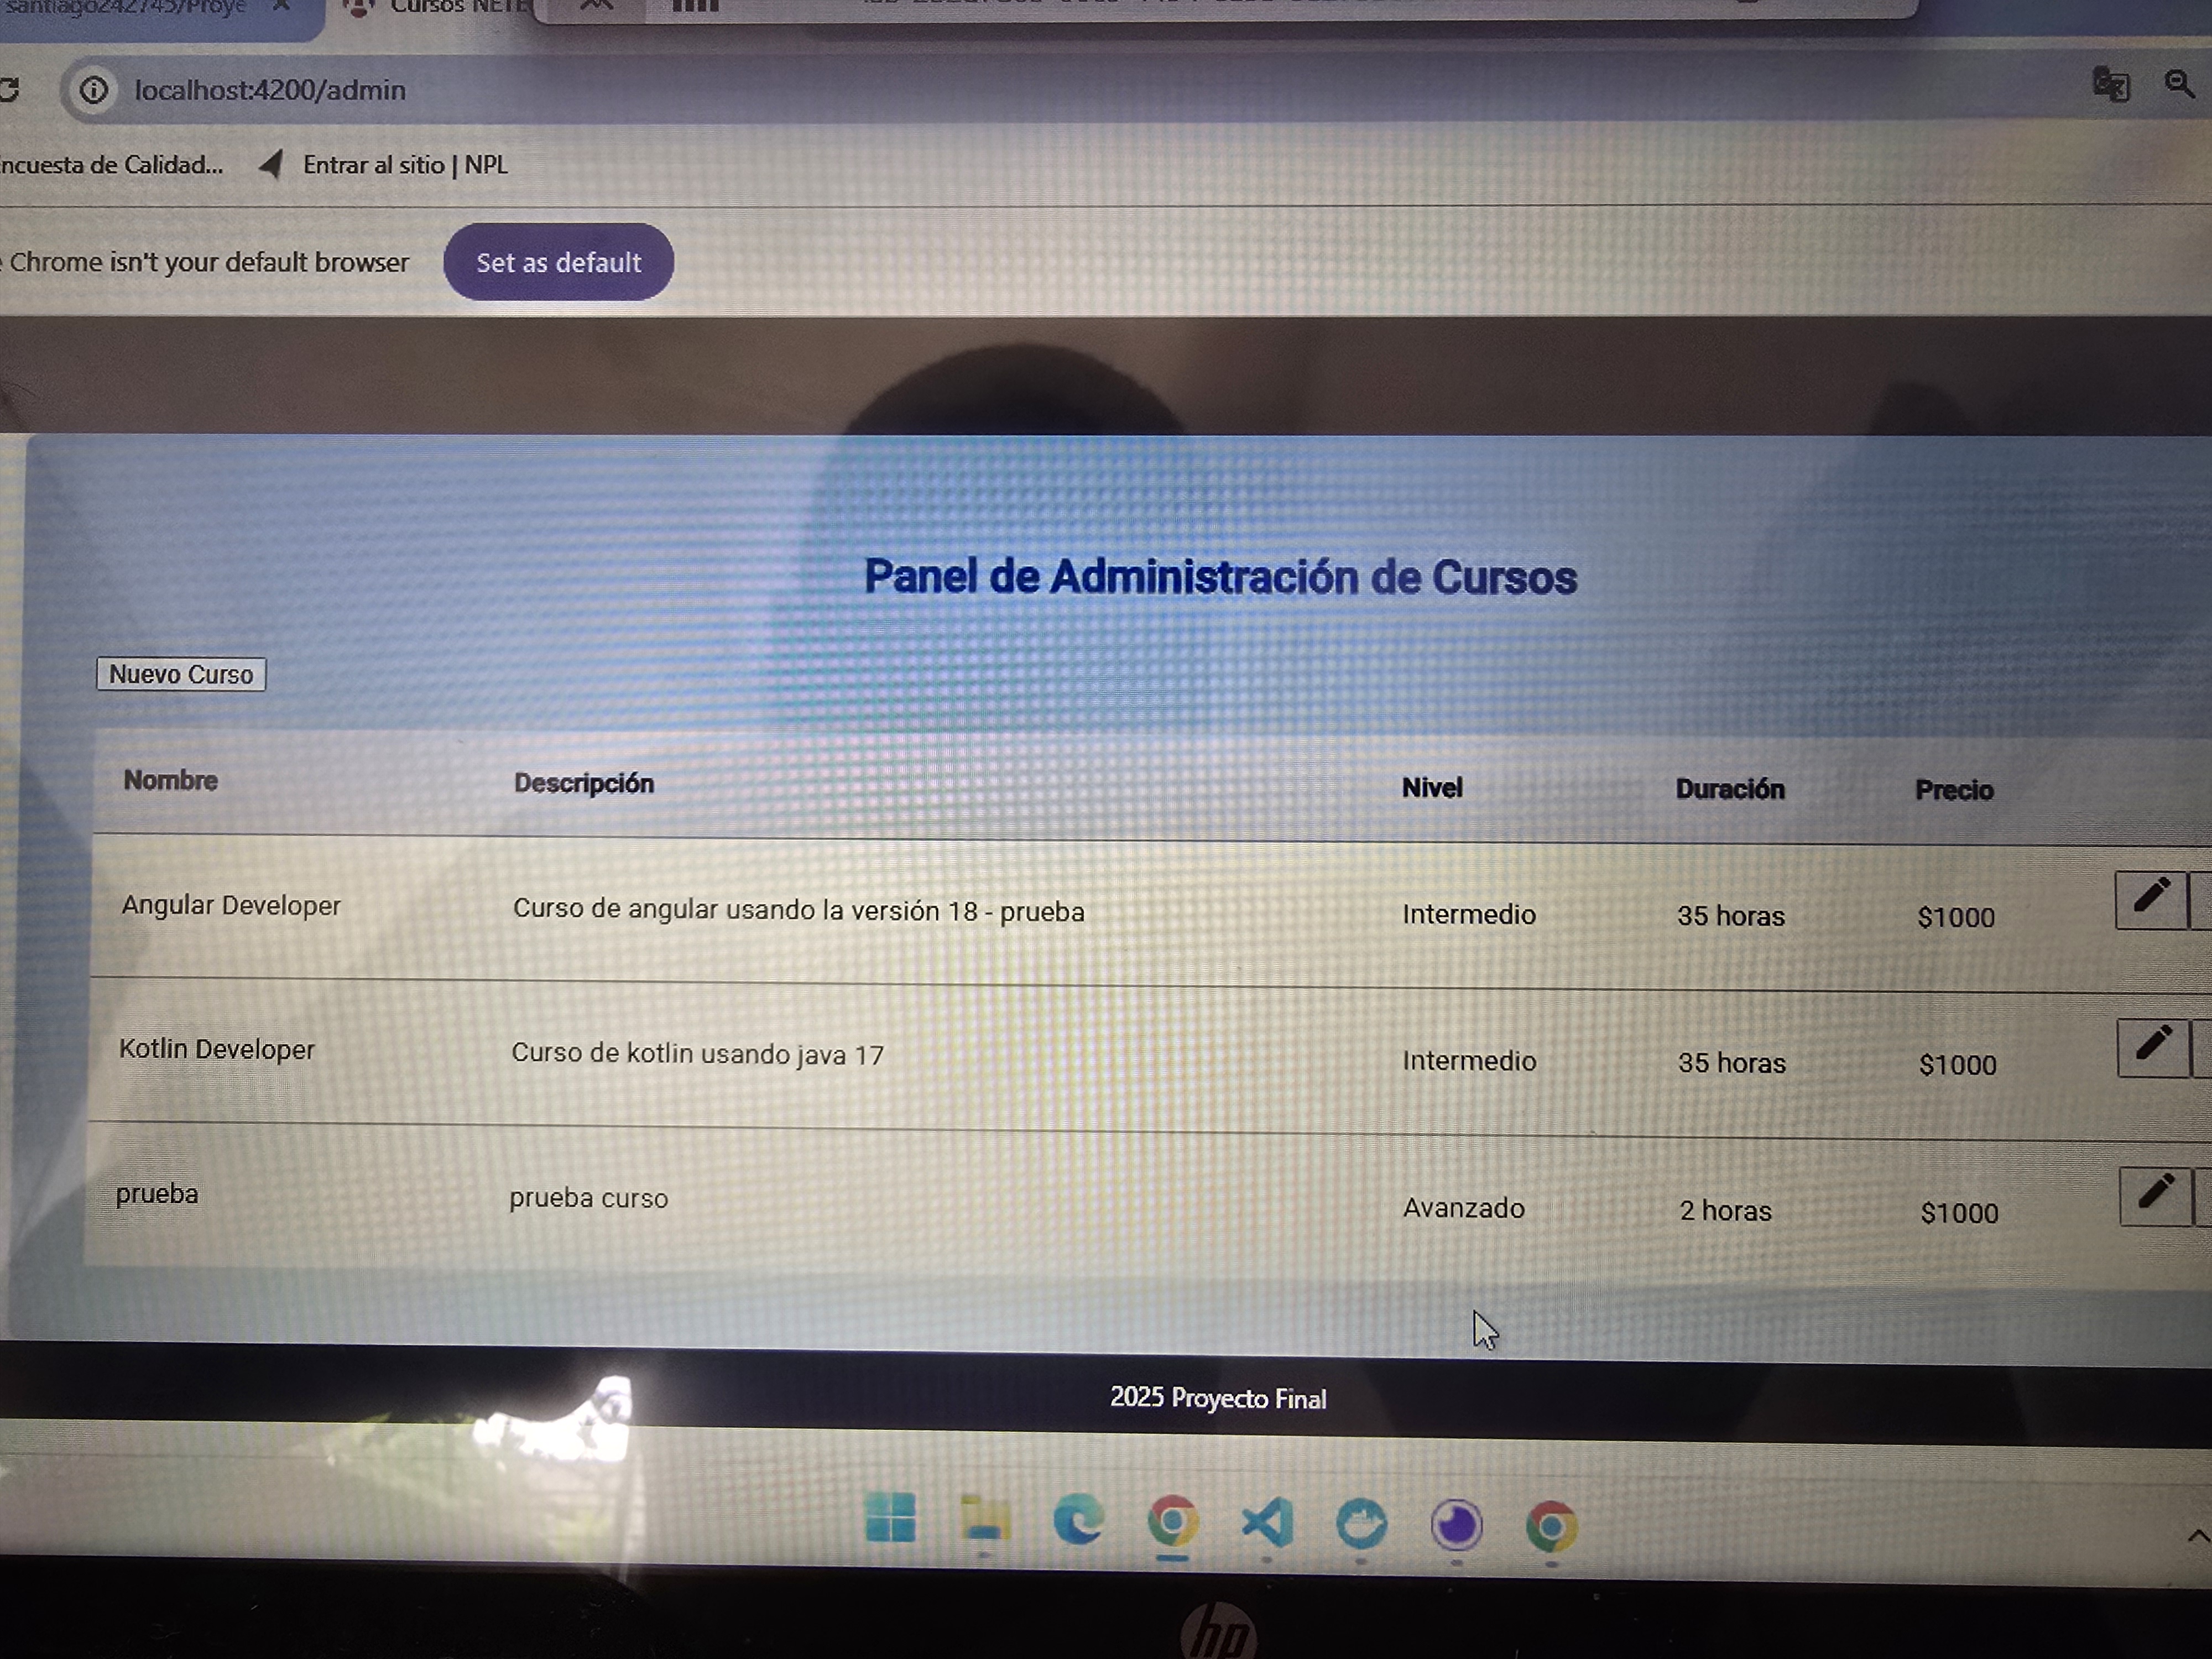 santiago242745/Proye
Cursos NETE
localhost:4200/admin
ncuesta de Calidad...
Entrar al sitio | NPL
Chrome isn't your default browser
Set as default
Panel de Administración de Cursos
Nuevo Curso
Nombre Descripción Nivel Duración Precio
Angular Developer Curso de angular usando la versión 18 - prueba Intermedio 35 horas $1000
Kotlin Developer Curso de kotlin usando java 17 Intermedio 35 horas $1000
prueba prueba curso Avanzado 2 horas $1000
2025 Proyecto Final
hp